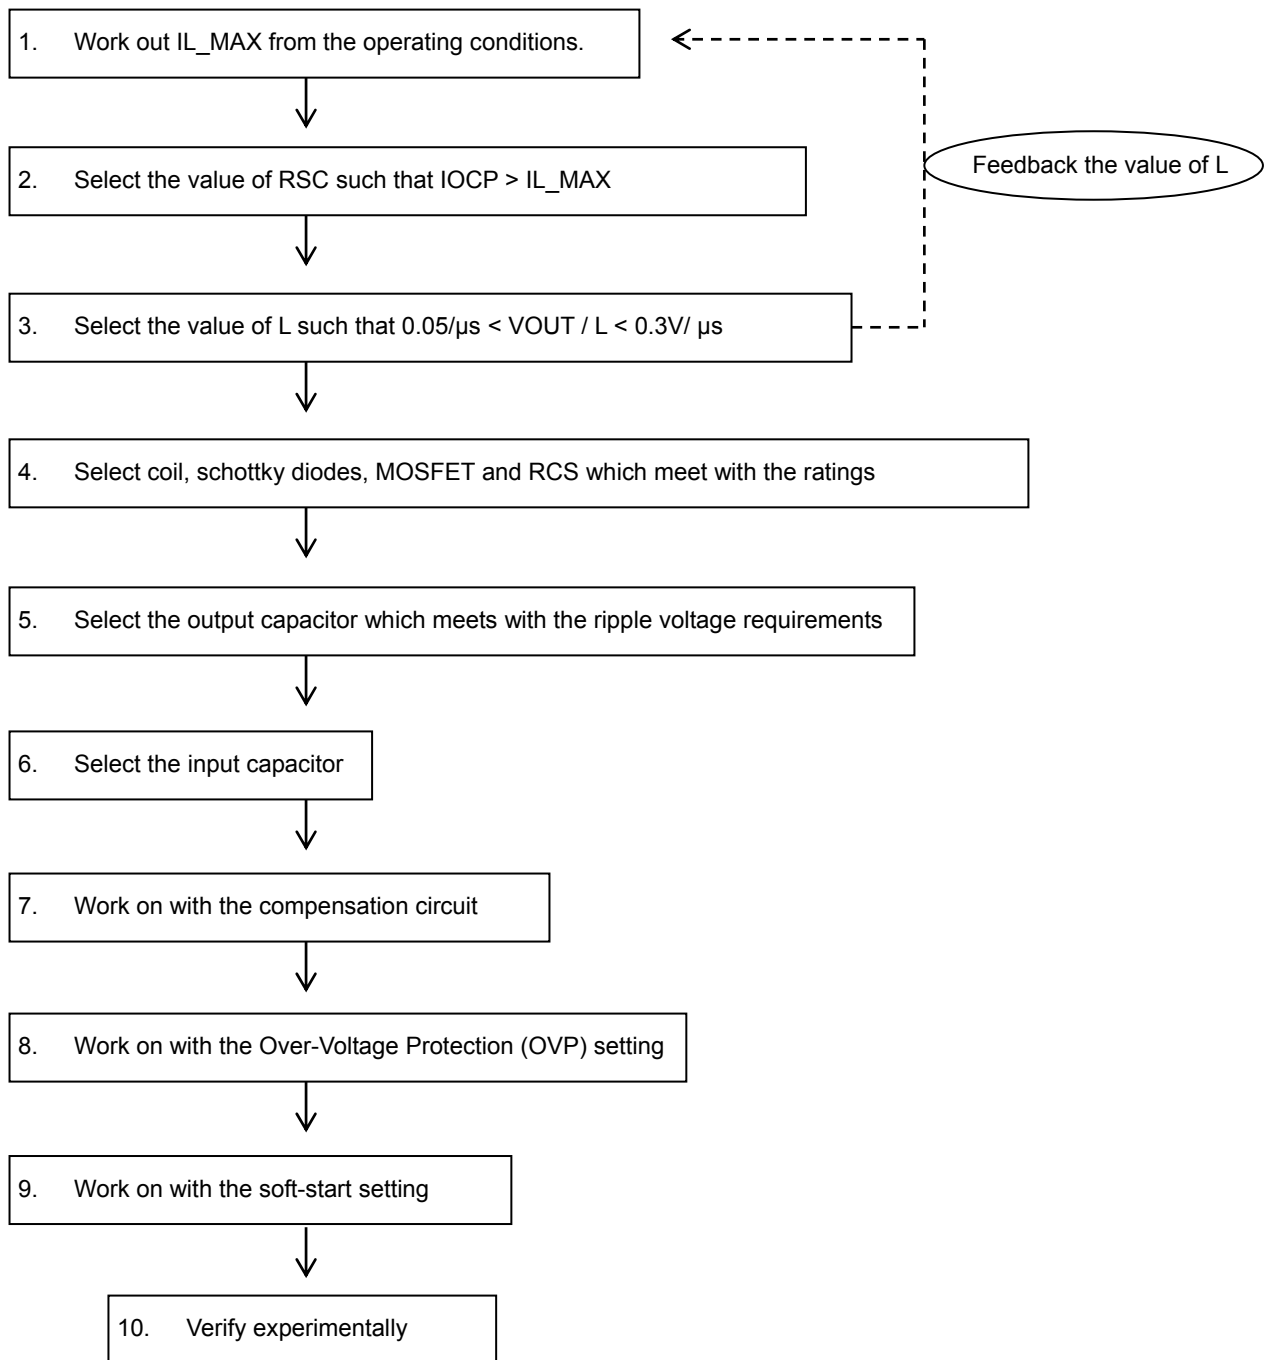 1. Work out IL_MAX from the operating conditions.
2. Select the value of RSC such that IOCP > IL_MAX
Feedback the value of L
3. Select the value of L such that 0.05/μs < VOUT / L < 0.3V/ μs
4. Select coil, schottky diodes, MOSFET and RCS which meet with the ratings
5. Select the output capacitor which meets with the ripple voltage requirements
6. Select the input capacitor
7. Work on with the compensation circuit
8. Work on with the Over-Voltage Protection (OVP) setting
9. Work on with the soft-start setting
10. Verify experimentally